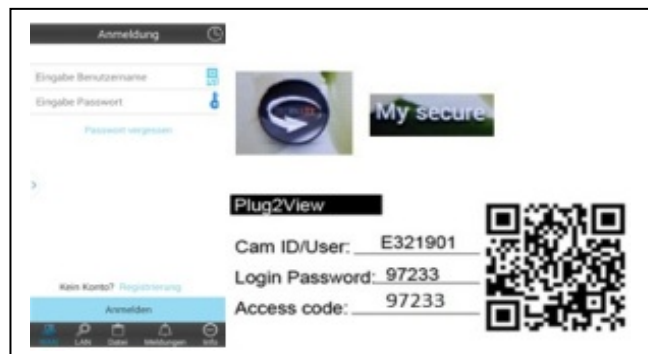 Anmeldung
Eingabe Benutzername
Eingabe Passwort
Passwort vergessen
Kein Konto? Registrierung
Anmelden
LAN Datei Meldungen Info
My secure
Plug2View
Cam ID/User: E321901
Login Password: 97233
Access code: 97233